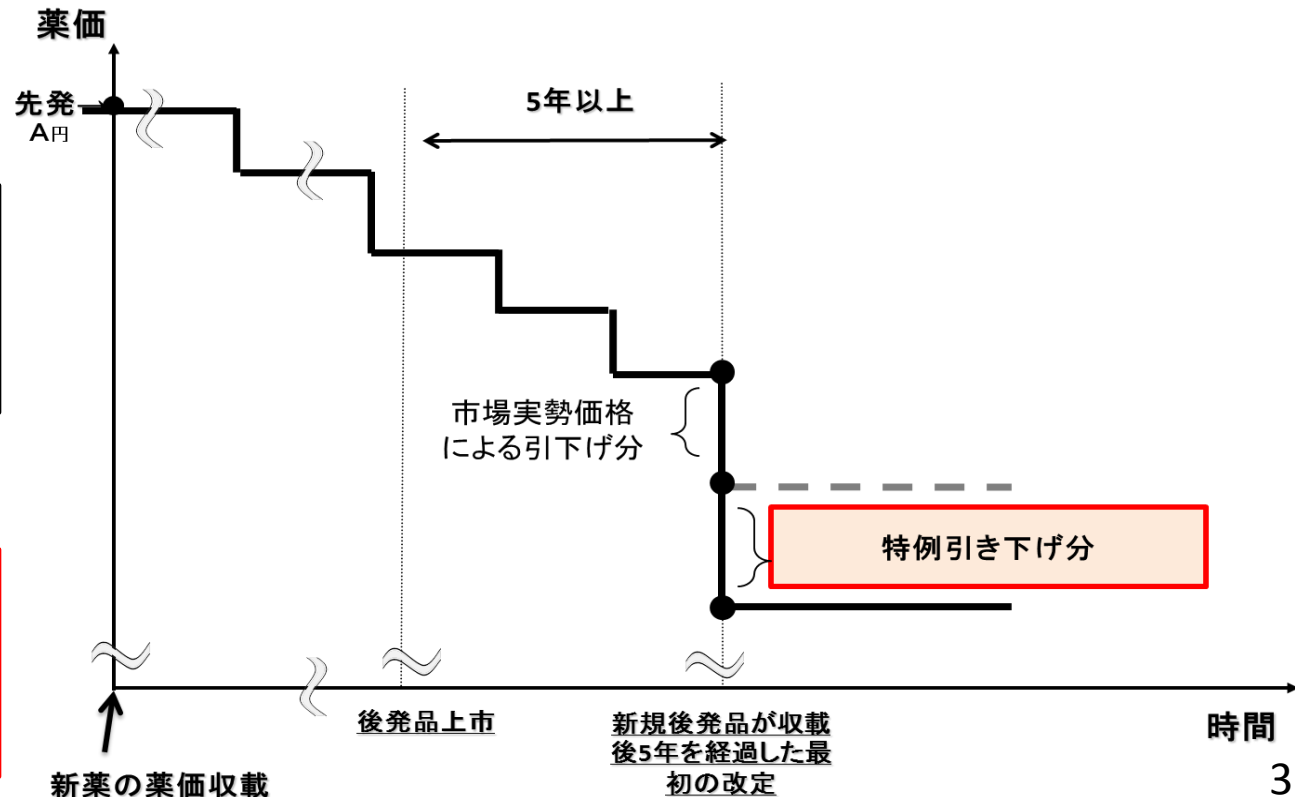 薬価
先発
A円
5年以上
市場実勢価格
による引下げ分
特例引き下げ分
後発品上市
新規後発品が収載
後5年を経過した最
初の改定
時間
新薬の薬価収載
3